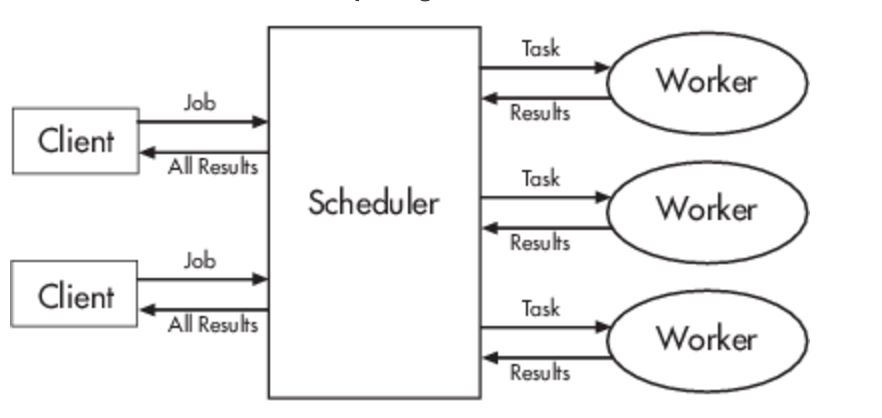 Job
Client
All Results
Job
Client
All Results
Scheduler
Task
Worker
Results
Task
Worker
Results
Task
Worker
Results